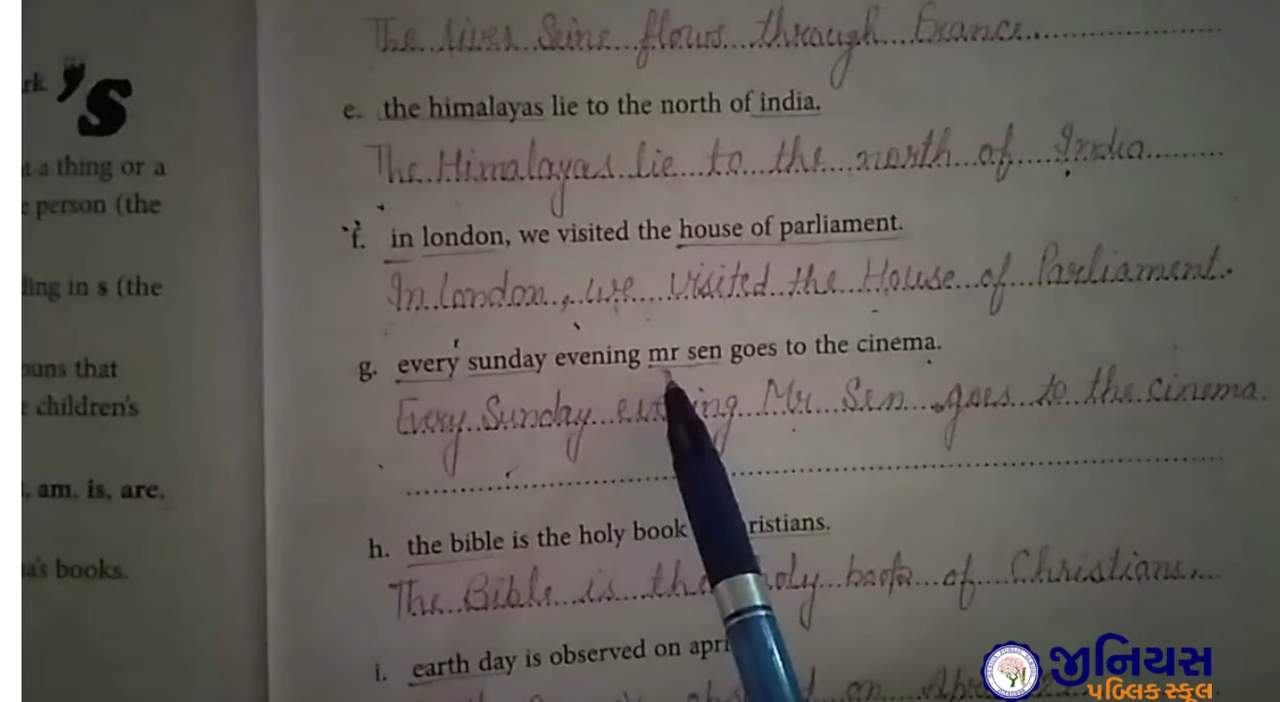 rk
's
t a thing or a
person (the
ling in s (the
ouns that
children's
, am, is, are,
a's books.
The river Seine flows through France
e. the himalayas lie to the north of india.
The Himalayas lie to the north of India
f. in london, we visited the house of parliament.
In London, we visited the House of Parliament.
g. every sunday evening mr sen goes to the cinema.
Every Sunday evening Mr. Sen goes to the cinema.
h. the bible is the holy book ristians.
The Bible is the holy book of Christians.
i. earth day is observed on apri
on
જીનિયસ
પબ્લિક સ્કૂલ